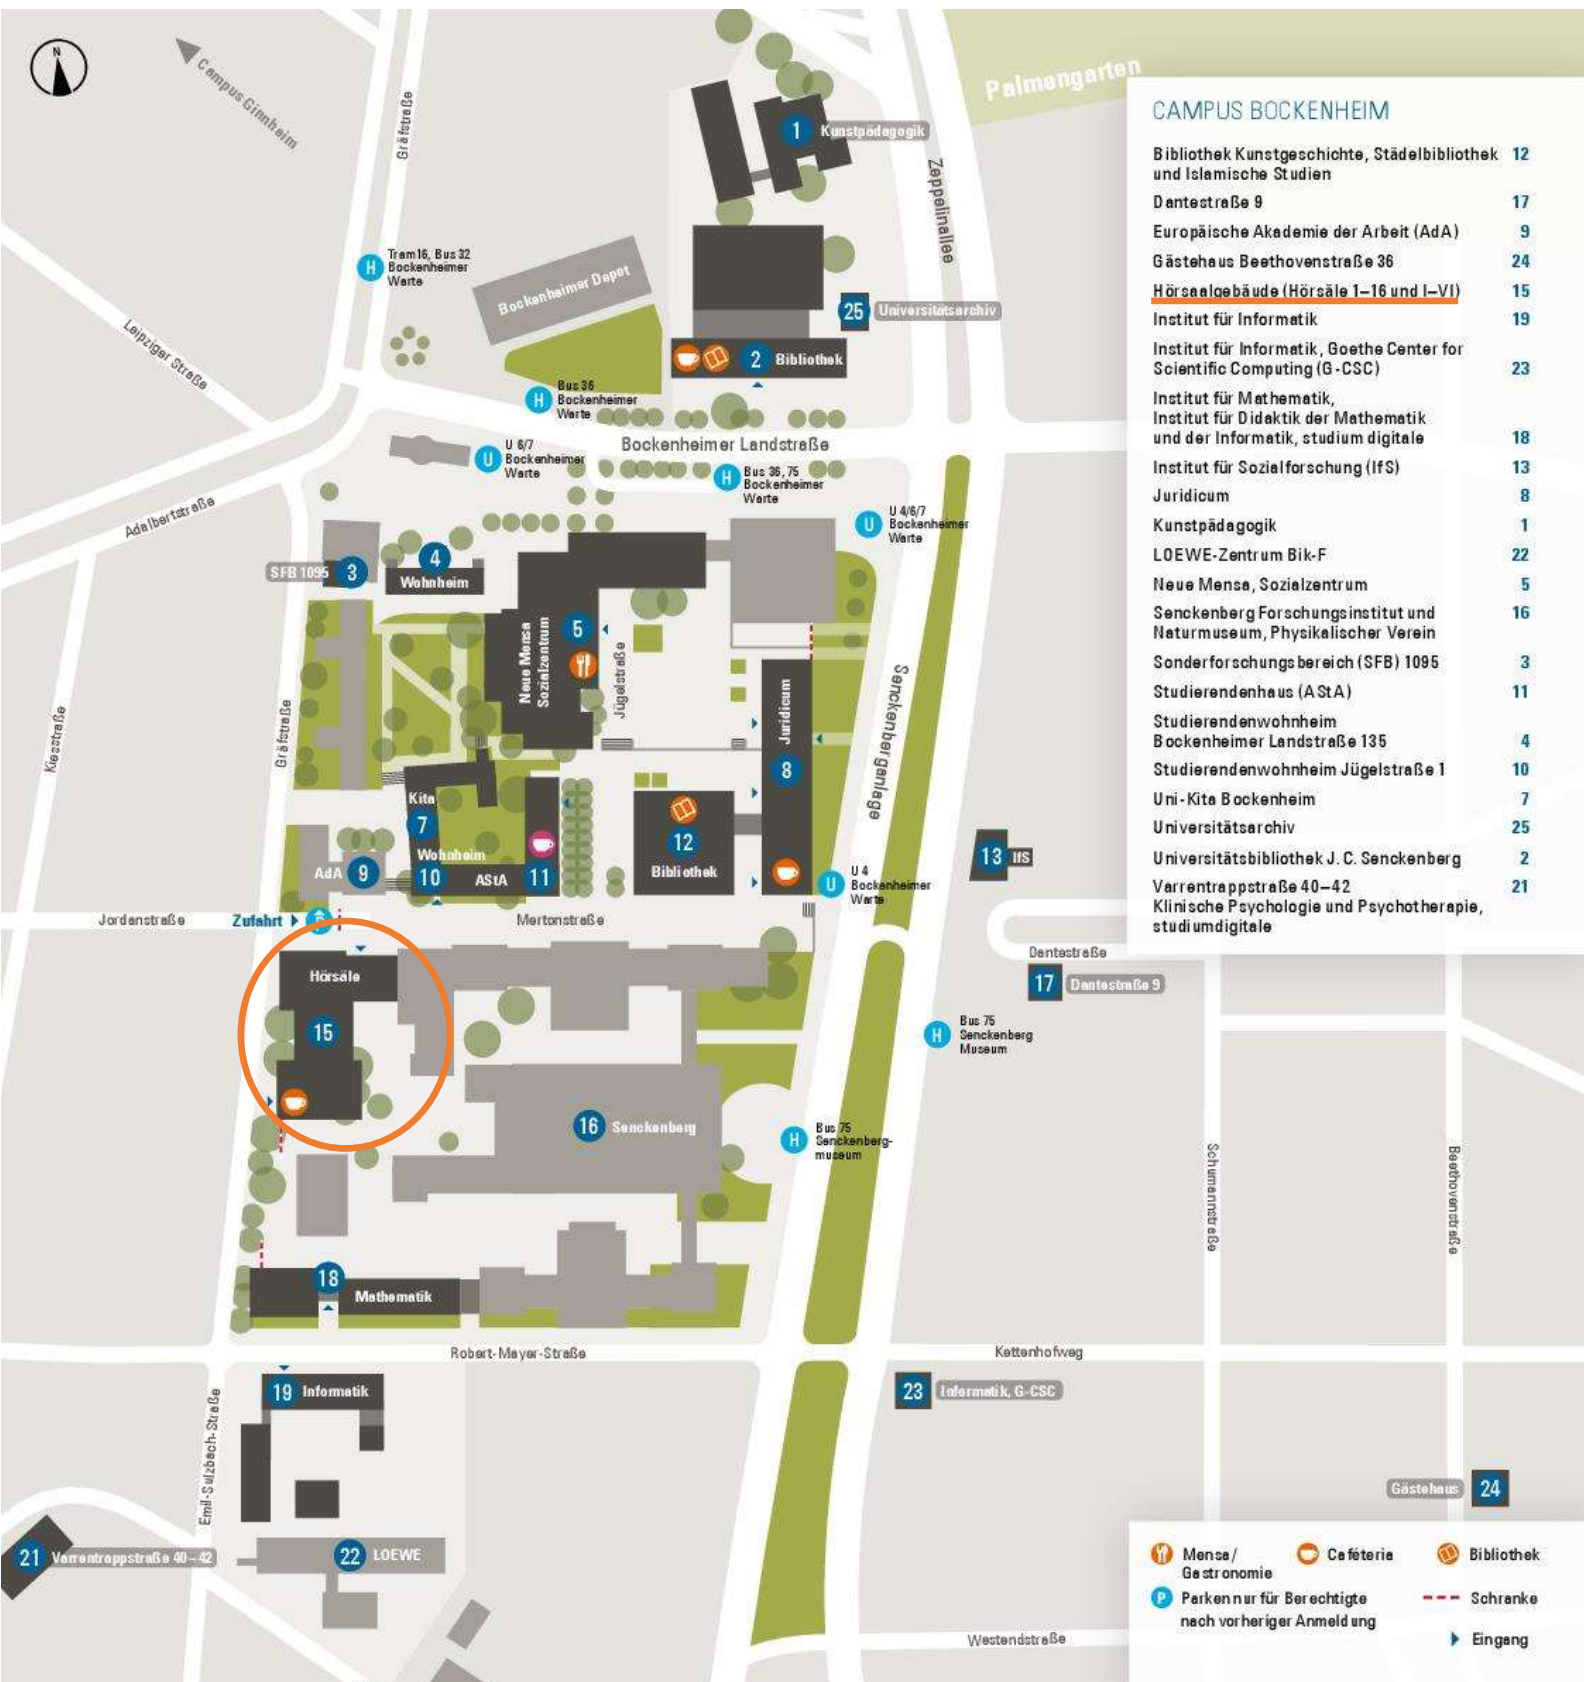 N
Campus Ginnheim
Gräfstraße
Palmengarten
1 Kunstpädagogik
Zeppelinallee
Tram16, Bus 32
Bockenheimer
Warte
H
Bockenheimer Depot
25 Universitätsarchiv
Leipziger Straße
2 Bibliothek
H
Bus 36
Bockenheimer
Warte
Bockenheimer Landstraße
U
U 6/7
Bockenheimer
Warte
H
Bus 36, 75
Bockenheimer
Warte
Adalbertstraße
U
U 4/6/7
Bockenheimer
Warte
SFB 1095 3
4
Wohnheim
5
Neue Mensa
Sozialzentrum
Jügelstraße
Juridicum
8
Senckenberganlage
Kiesstraße
Gräfstraße
Kita
7
Wohnheim
10 AStA 11
12
Bibliothek
13 IfS
AdA 9
U
U 4
Bockenheimer
Warte
Jordanstraße
Zufahrt
Mertonstraße
Hörsäle
15
Dantestraße
17 Dantestraße 9
H
Bus 75
Senckenberg
Museum
16 Senckenberg
H
Bus 75
Senckenberg-
museum
Schumannstraße
Beethovenstraße
18
Mathematik
Robert-Mayer-Straße
Kettenhofweg
19 Informatik
23 Informatik, G-CSC
Emil-Sulzbach-Straße
Gästehaus 24
21 Varrentrappstraße 40–42
22 LOEWE
Westendstraße
CAMPUS BOCKENHEIM
Bibliothek Kunstgeschichte, Städelbibliothek 12
und Islamische Studien
Dantestraße 9 17
Europäische Akademie der Arbeit (AdA) 9
Gästehaus Beethovenstraße 36 24
Hörsaalgebäude (Hörsäle 1–16 und I–VI) 15
Institut für Informatik 19
Institut für Informatik, Goethe Center for
Scientific Computing (G-CSC) 23
Institut für Mathematik,
Institut für Didaktik der Mathematik
und der Informatik, studium digitale 18
Institut für Sozialforschung (IfS) 13
Juridicum 8
Kunstpädagogik 1
LOEWE-Zentrum Bik-F 22
Neue Mensa, Sozialzentrum 5
Senckenberg Forschungsinstitut und 16
Naturmuseum, Physikalischer Verein
Sonderforschungsbereich (SFB) 1095 3
Studierendenhaus (AStA) 11
Studierendenwohnheim
Bockenheimer Landstraße 135 4
Studierendenwohnheim Jügelstraße 1 10
Uni-Kita Bockenheim 7
Universitätsarchiv 25
Universitätsbibliothek J. C. Senckenberg 2
Varrentrappstraße 40–42 21
Klinische Psychologie und Psychotherapie,
studiumdigitale
Mensa/
Gastronomie
Caféteria
Bibliothek
P Parken nur für Berechtigte
nach vorheriger Anmeldung
Schranke
Eingang